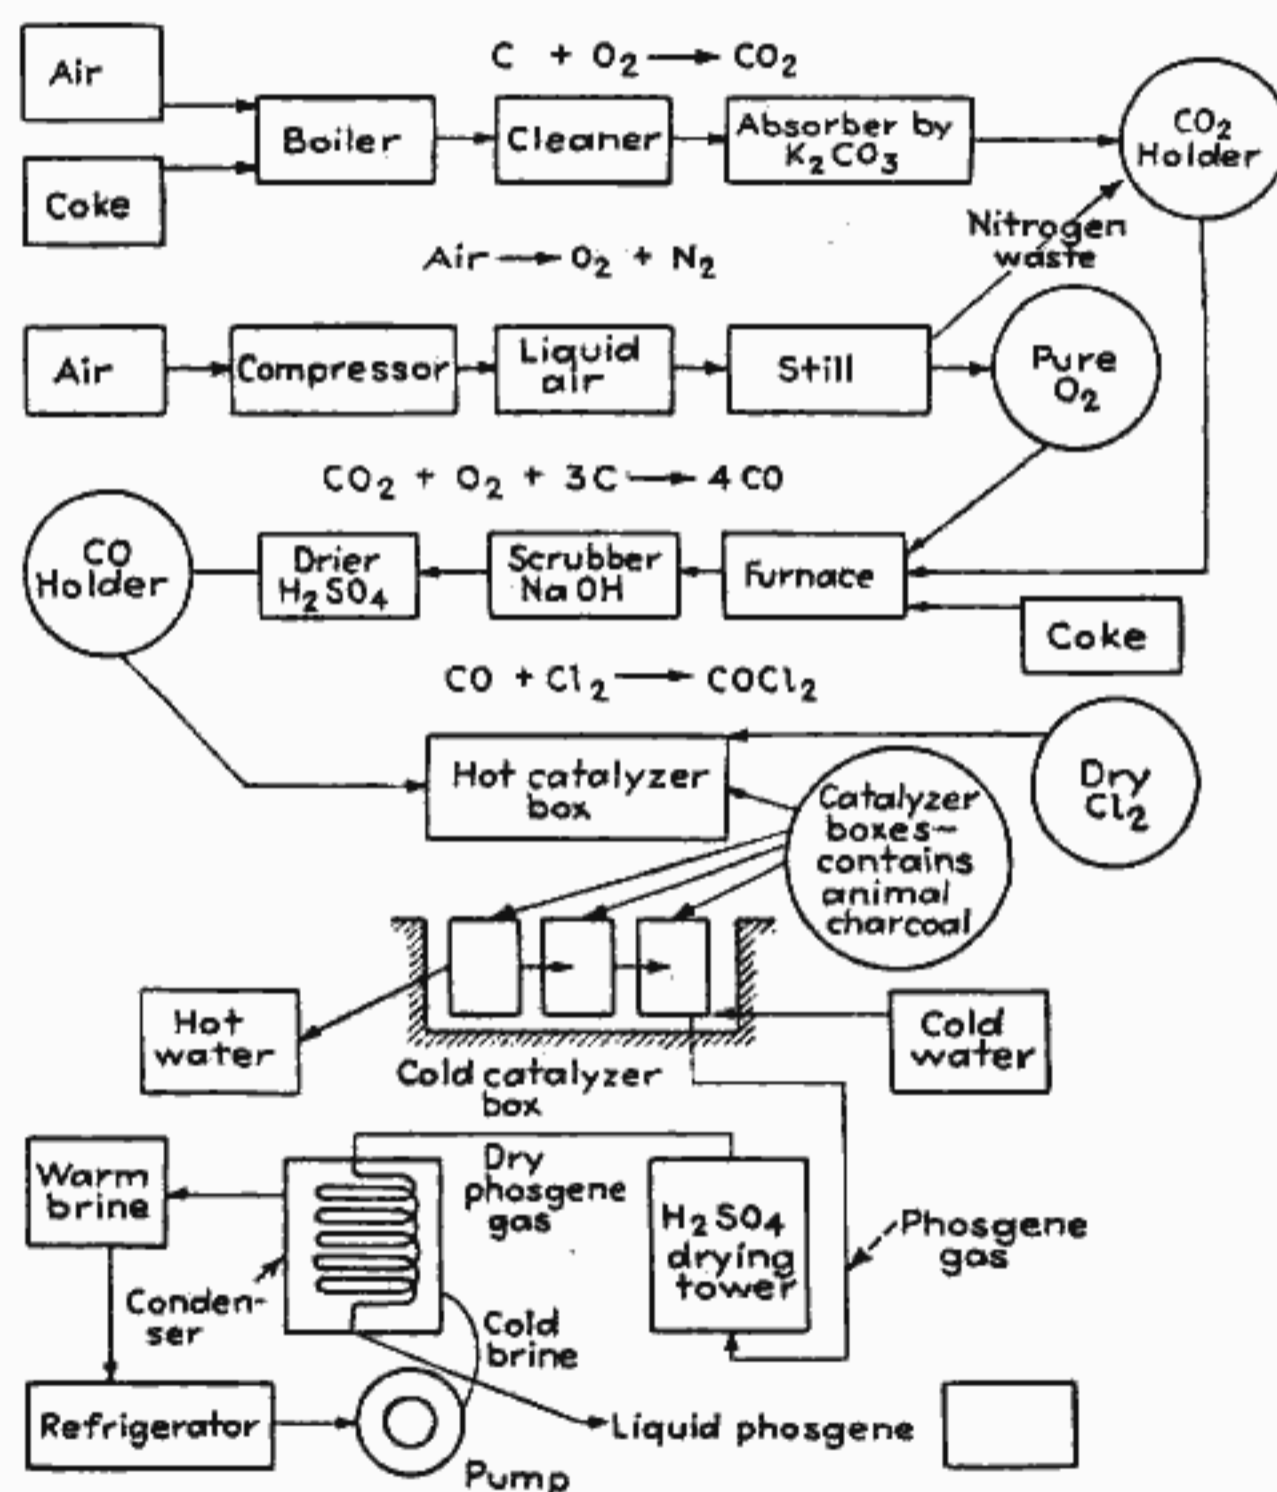 Air
C + O₂ → CO₂
Boiler
Cleaner
Absorber by
K₂CO₃
CO₂
Holder
Coke
Nitrogen
waste
Air → O₂ + N₂
Air
Compressor
Liquid
air
Still
Pure
O₂
CO₂ + O₂ + 3C → 4CO
CO
Holder
Drier
H₂SO₄
Scrubber
NaOH
Furnace
Coke
CO + Cl₂ → COCl₂
Hot catalyzer
box
Catalyzer
boxes—
contains
animal
charcoal
Dry
Cl₂
Hot
water
Cold
water
Cold catalyzer
box
Warm
brine
Dry
phosgene
gas
H₂SO₄
drying
tower
Phosgene
gas
Conden-
ser
Cold
brine
Refrigerator
Pump
Liquid phosgene